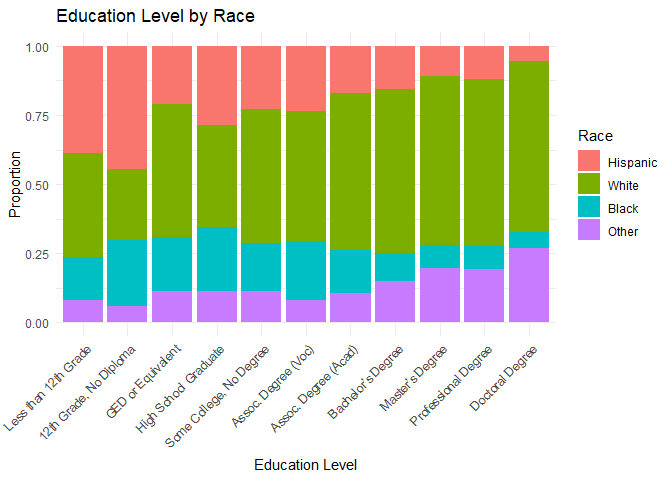 Education Level by Race
1.00
0.75
0.50
0.25
0.00
Proportion
Less than 12th Grade
12th Grade, No Diploma
GED or Equivalent
High School Graduate
Some College, No Degree
Assoc. Degree (Voc)
Assoc. Degree (Acad)
Bachelor's Degree
Master's Degree
Professional Degree
Doctoral Degree
Education Level
Race
Hispanic
White
Black
Other